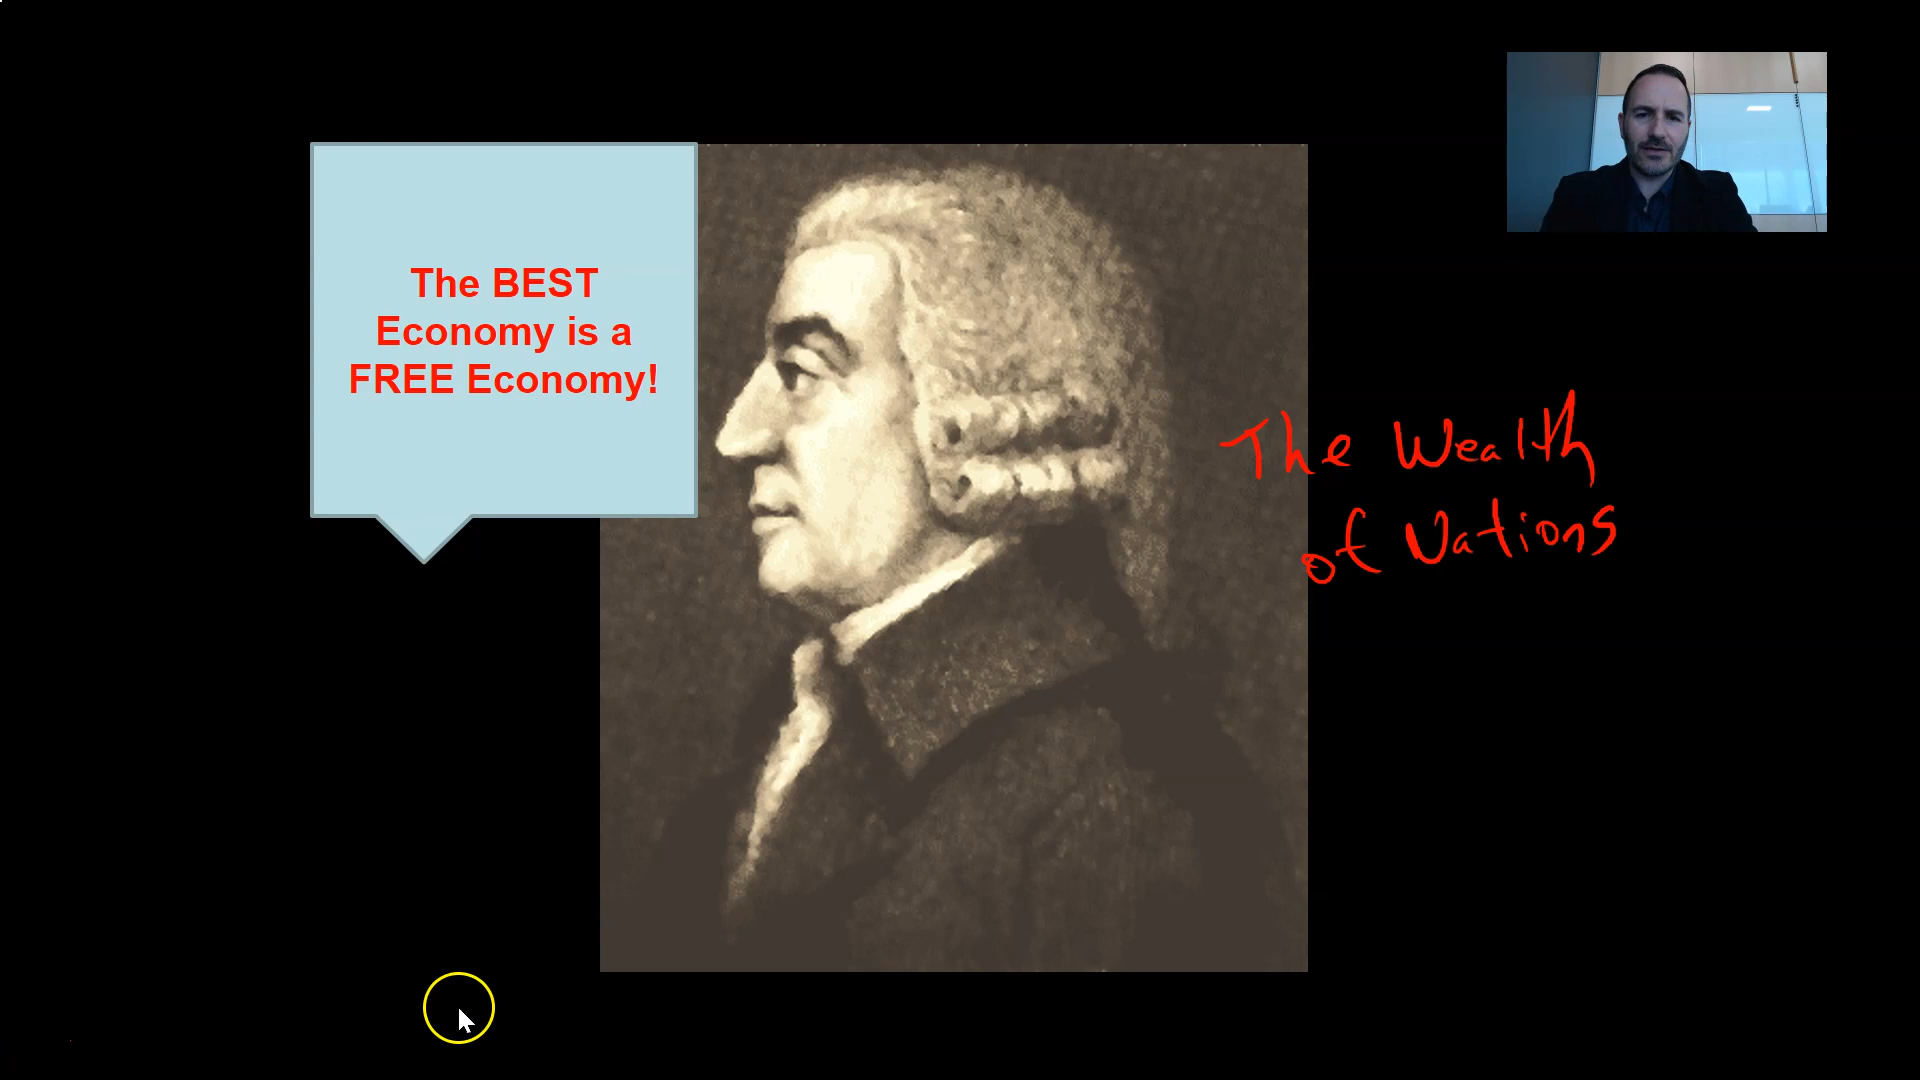 The BEST
Economy is a
FREE Economy!
The Wealth
of Nations